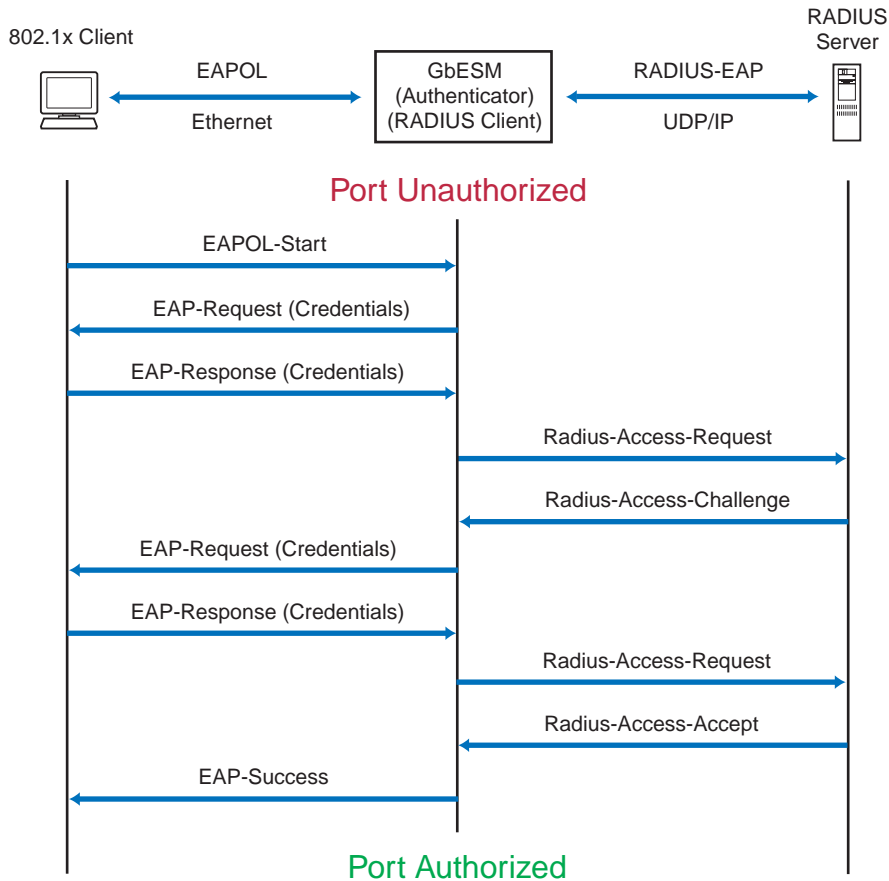 802.1x Client
RADIUS
Server
EAPOL
Ethernet
GbESM
(Authenticator)
(RADIUS Client)
RADIUS-EAP
UDP/IP
Port Unauthorized
EAPOL-Start
EAP-Request (Credentials)
EAP-Response (Credentials)
Radius-Access-Request
Radius-Access-Challenge
EAP-Request (Credentials)
EAP-Response (Credentials)
Radius-Access-Request
Radius-Access-Accept
EAP-Success
Port Authorized